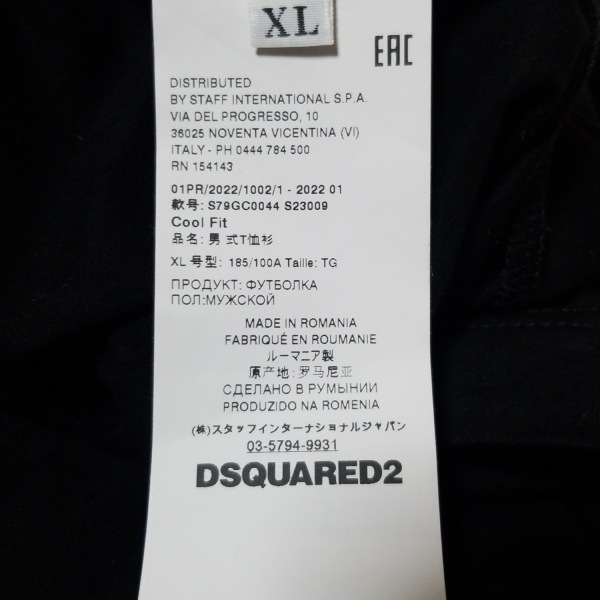 XL
EAC
DISTRIBUTED
BY STAFF INTERNATIONAL S.P.A.
VIA DEL PROGRESSO, 10
36025 NOVENTA VICENTINA (VI)
ITALY - PH 0444 784 500
RN 154143
01PR/2022/1002/1 - 2022 01
款号: S79GC0044 S23009
Cool Fit
品名: 男 式T恤衫
XL 号型: 185/100A Taille: TG
ПРОДУКТ: ФУТБОЛКА
ПОЛ:МУЖСКОЙ
MADE IN ROMANIA
FABRIQUÉ EN ROUMANIE
ルーマニア製
原产地: 罗马尼亚
СДЕЛАНО В РУМЫНИИ
PRODUZIDO NA ROMENIA
(株)スタッフインターナショナルジャパン
03-5794-9931
DSQUARED2